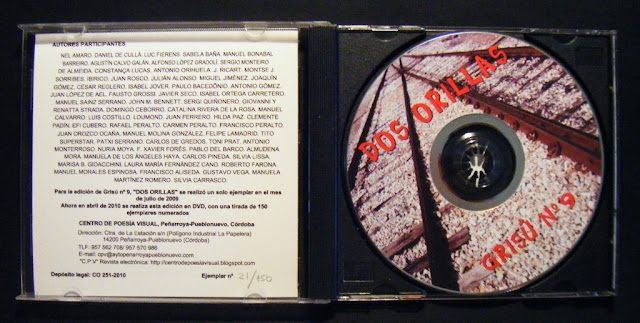 AUTORES PARTICIPANTES
NEL AMARO. DANIEL DE CULLÁ. LUC FIERENS. SABELA BAÑA. MANUEL BONABAL
BARREIRO. AGUSTÍN CALVO GALÁN. ALFONSO LÓPEZ GRADOLÍ. SERGIO MONTEIRO
DE ALMEIDA. CONSTANÇA LUCAS. ANTONIO ORIHUELA. J. RICART. MONTSE J.
SORRIBES. IBIRICO. JUAN ROSCO. JULIÁN ALONSO. MIGUEL JIMÉNEZ. JOAQUÍN
GÓMEZ. CÉSAR REGLERO. ISABEL JOVER. PAULO BACEDÔNIO. ANTONIO GÓMEZ.
JUAN LÓPEZ DE AEL. FAUSTO GROSSI. JAVIER SECO. ISABEL ORTEGA CARRETERO.
MANUEL SAINZ SERRANO. JOHN M. BENNETT. SERGI QUIÑONERO. GIOVANNI Y
RENATTA STRADA. DOMINGO CEBORRO. CATALINA RIVERA DE LA ROSA. MANUEL
CALVARRO. LUIS COSTILLO. LOUMOND. JUAN FERRERO. HILDA PAZ. CLEMENTE
PADÍN. EFI CUBERO. RAFAEL PERALTO. CARMEN PERALTO. FRANCISCO PERALTO.
JUAN OROZCO OCAÑA. MANUEL MOLINA GONZÁLEZ. FELIPE LAMADRID. TITO
SUPERSTAR. PATXI SERRANO. CARLOS DE GREDOS. TONI PRAT. ANTONIO
MONTERROSO. NURIA MOYA. F. XAVIER FORÉS. PABLO DEL BARCO. ALMUDENA
MORA. MANUELA DE LOS ÁNGELES HAYA. CARLOS PINEDA. SILVIA LISSA.
MARISA B. GIOACCHINI. LAURA MARÍA FERNÁNDEZ CANO. ROBERTO FARONA.
MANUEL MORALES ESPINOSA. FRANCISCO ALISEDA. GUSTAVO VEGA. MANUELA
MARTÍNEZ ROMERO. SILVIA CARRASCO.
Para le edición de Grisú nº 9, "DOS ORILLAS" se realizó un solo ejemplar en el mes
de julio de 2009
Ahora en abril de 2010 se realiza esta edición en DVD, con una tirada de 150
ejemplares numerados
CENTRO DE POESÍA VISUAL, Peñarroya-Pueblonuevo, Córdoba
Dirección: Ctra. de La Estación s/n (Polígono Industrial La Papelera)
14200 Peñarroya-Pueblonuevo (Córdoba)
TLF: 957 562 708/ 957 570 986
E-mail: cpv@aytopenarroyapueblonuevo.com
"C.P.V" Revista electrónica: http://centrodepoesiavisual.blogspot.com
Depósito legal: CO 251-2010 Ejemplar nº 21/150
DOS ORILLAS
GRISÚ Nº 9